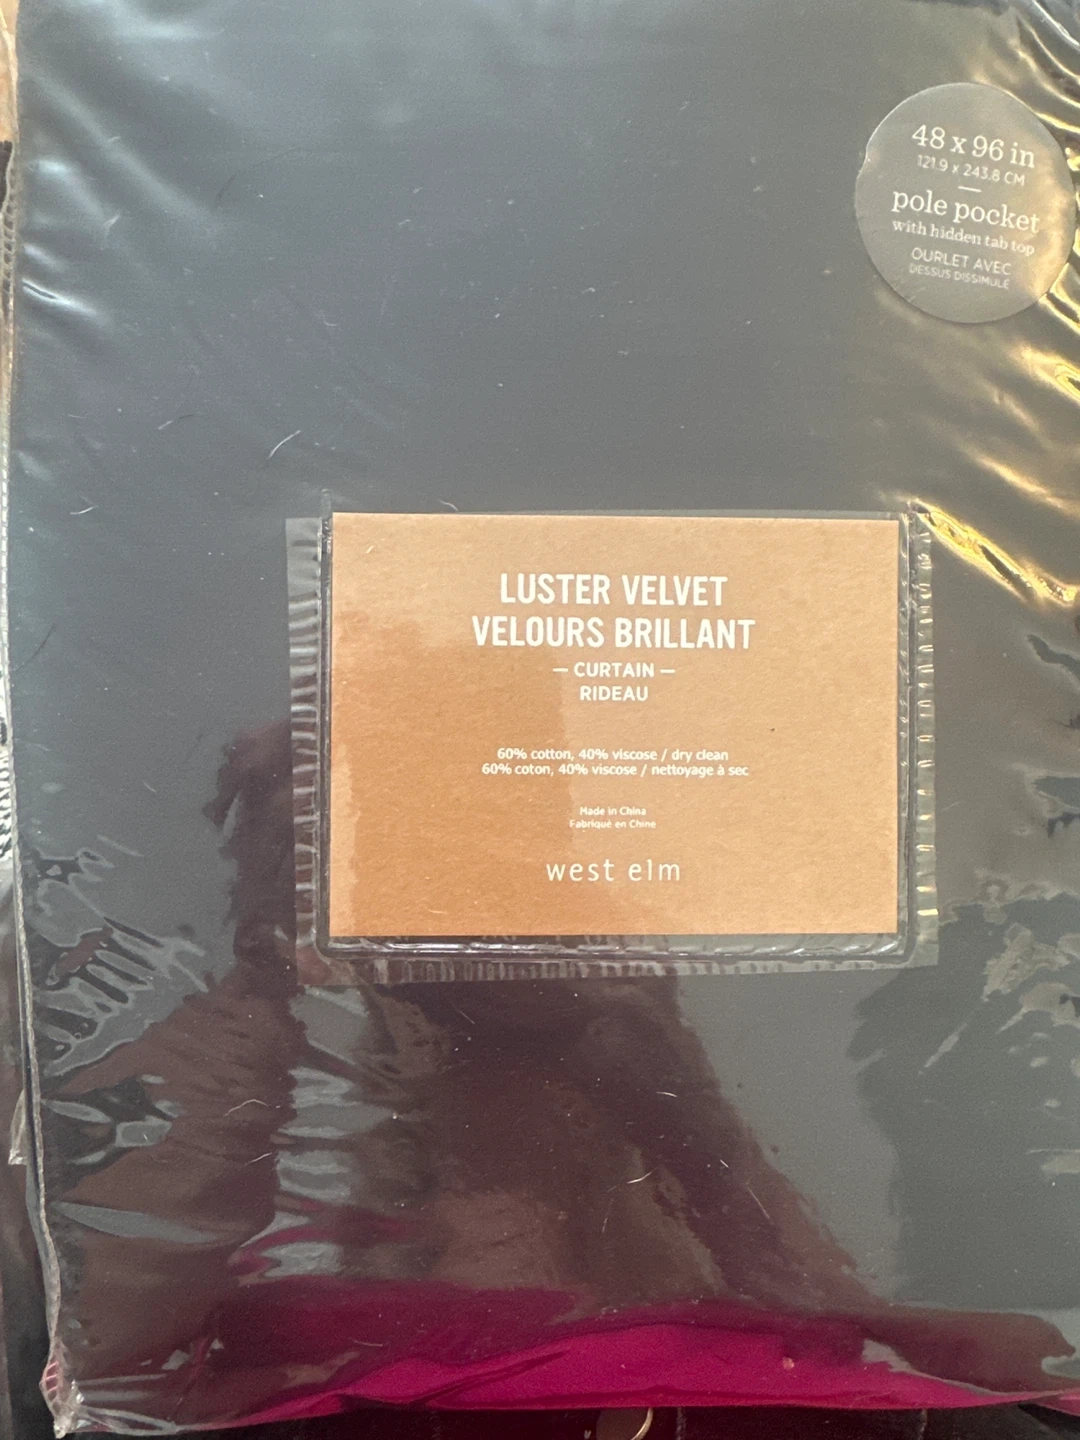 48 x 96 in
121.9 x 243.8 CM
pole pocket
with hidden tab top
OURLET AVEC
DESSUS DISSIMULÉ
LUSTER VELVET
VELOURS BRILLANT
— CURTAIN —
RIDEAU
60% cotton, 40% viscose / dry clean
60% coton, 40% viscose / nettoyage à sec
Made in China
Fabriqué en Chine
west elm